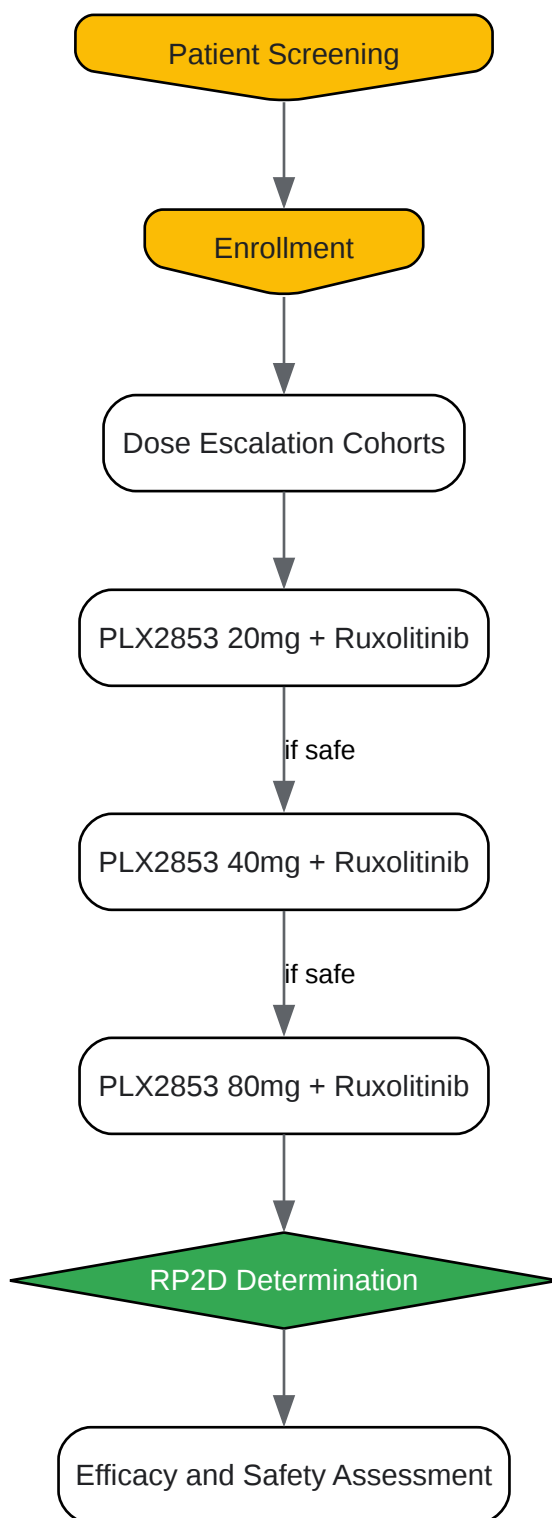 Patient Screening
Enrollment
Dose Escalation Cohorts
PLX2853 20mg + Ruxolitinib
if safe
PLX2853 40mg + Ruxolitinib
if safe
PLX2853 80mg + Ruxolitinib
RP2D Determination
Efficacy and Safety Assessment